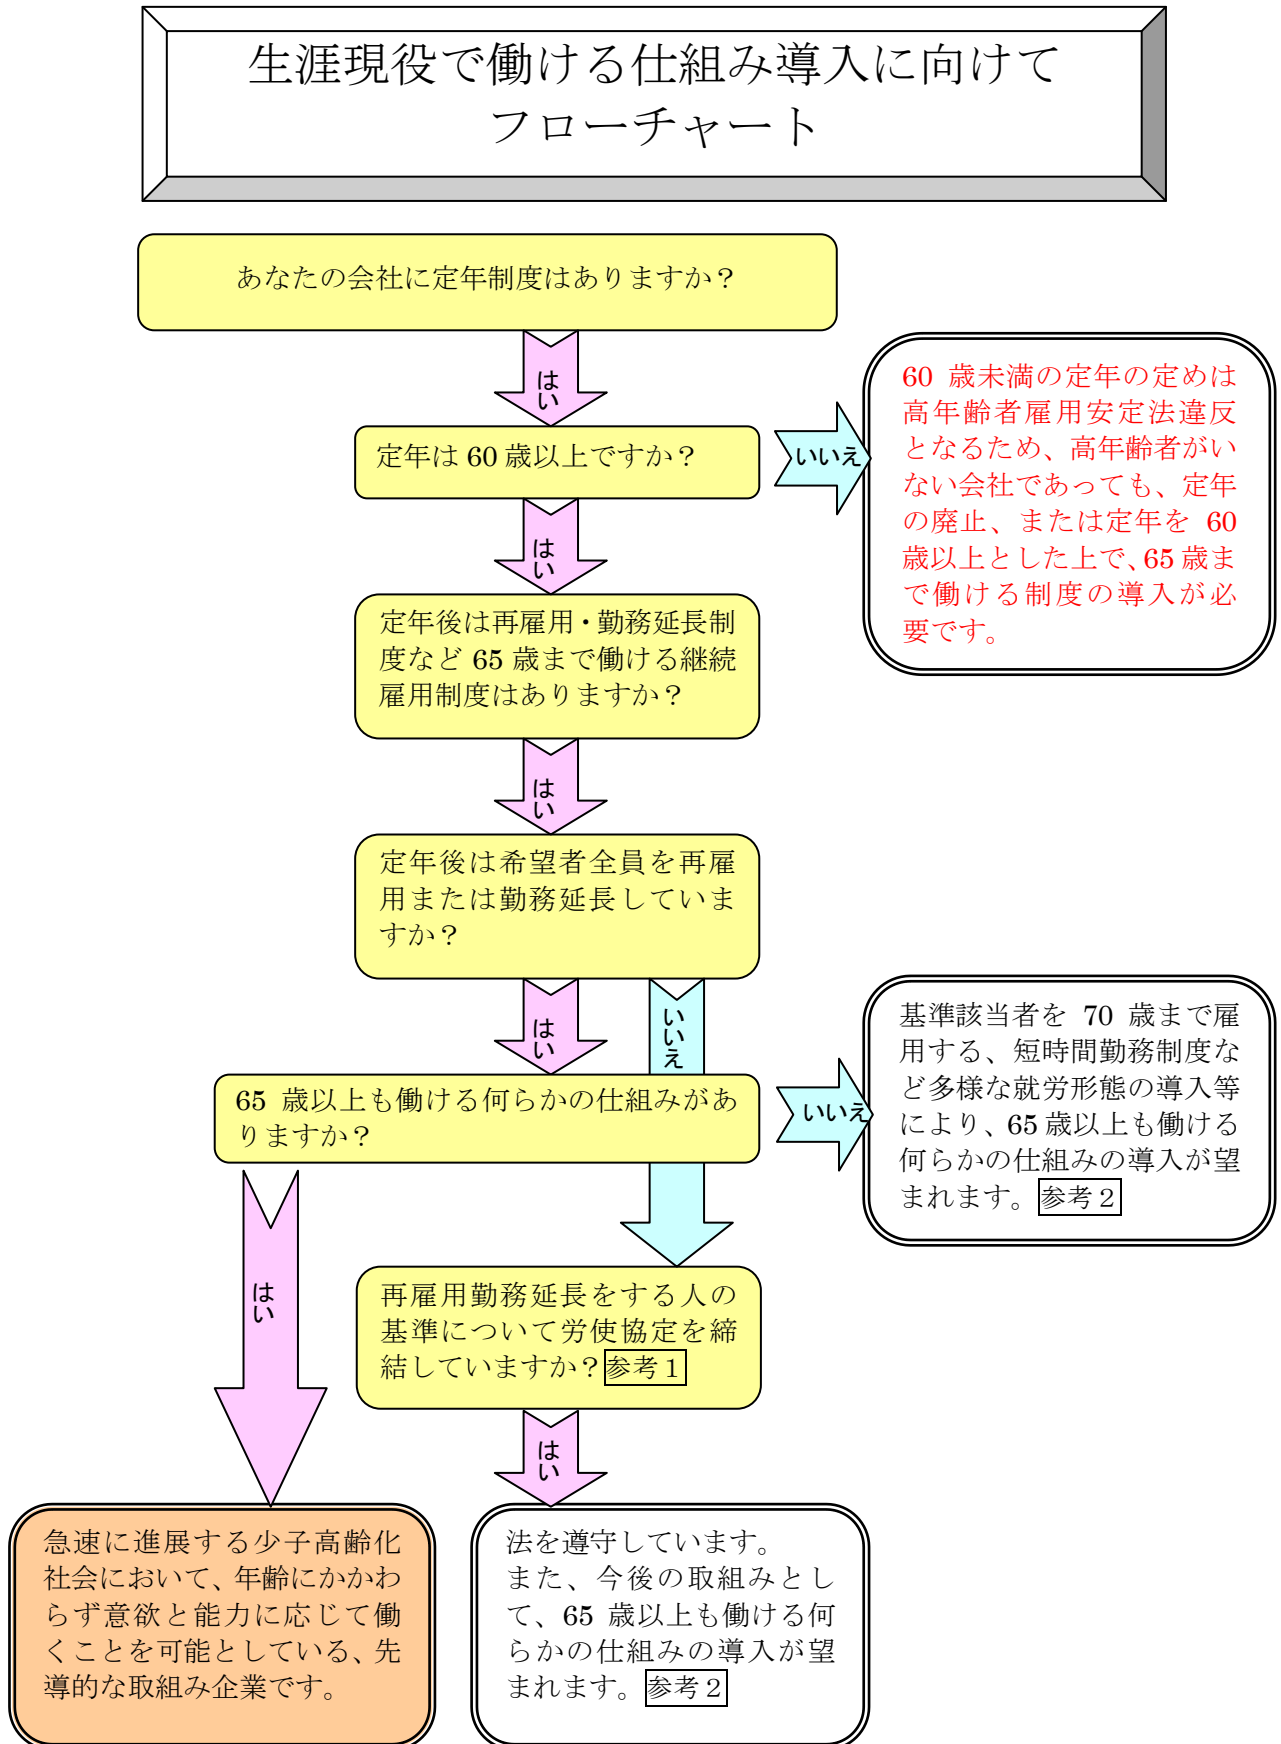 生涯現役で働ける仕組み導入に向けて
フローチャート
あなたの会社に定年制度はありますか？
はい
定年は 60 歳以上ですか？
いいえ
60 歳未満の定年の定めは
高年齢者雇用安定法違反
となるため、高年齢者がい
ない会社であっても、定年
の廃止、または定年を 60
歳以上とした上で、65 歳ま
で働ける制度の導入が必
要です。
はい
定年後は再雇用・勤務延長制
度など 65 歳まで働ける継続
雇用制度はありますか？
はい
定年後は希望者全員を再雇
用または勤務延長していま
すか？
はい
いいえ
65 歳以上も働ける何らかの仕組みがあ
りますか？
いいえ
基準該当者を 70 歳まで雇
用する、短時間勤務制度な
ど多様な就労形態の導入等
により、65 歳以上も働ける
何らかの仕組みの導入が望
まれます。参考２
はい
再雇用勤務延長をする人の
基準について労使協定を締
結していますか？参考１
はい
急速に進展する少子高齢化
社会において、年齢にかかわ
らず意欲と能力に応じて働
くことを可能としている、先
導的な取組み企業です。
法を遵守しています。
また、今後の取組みとし
て、65 歳以上も働ける何
らかの仕組みの導入が望
まれます。参考２